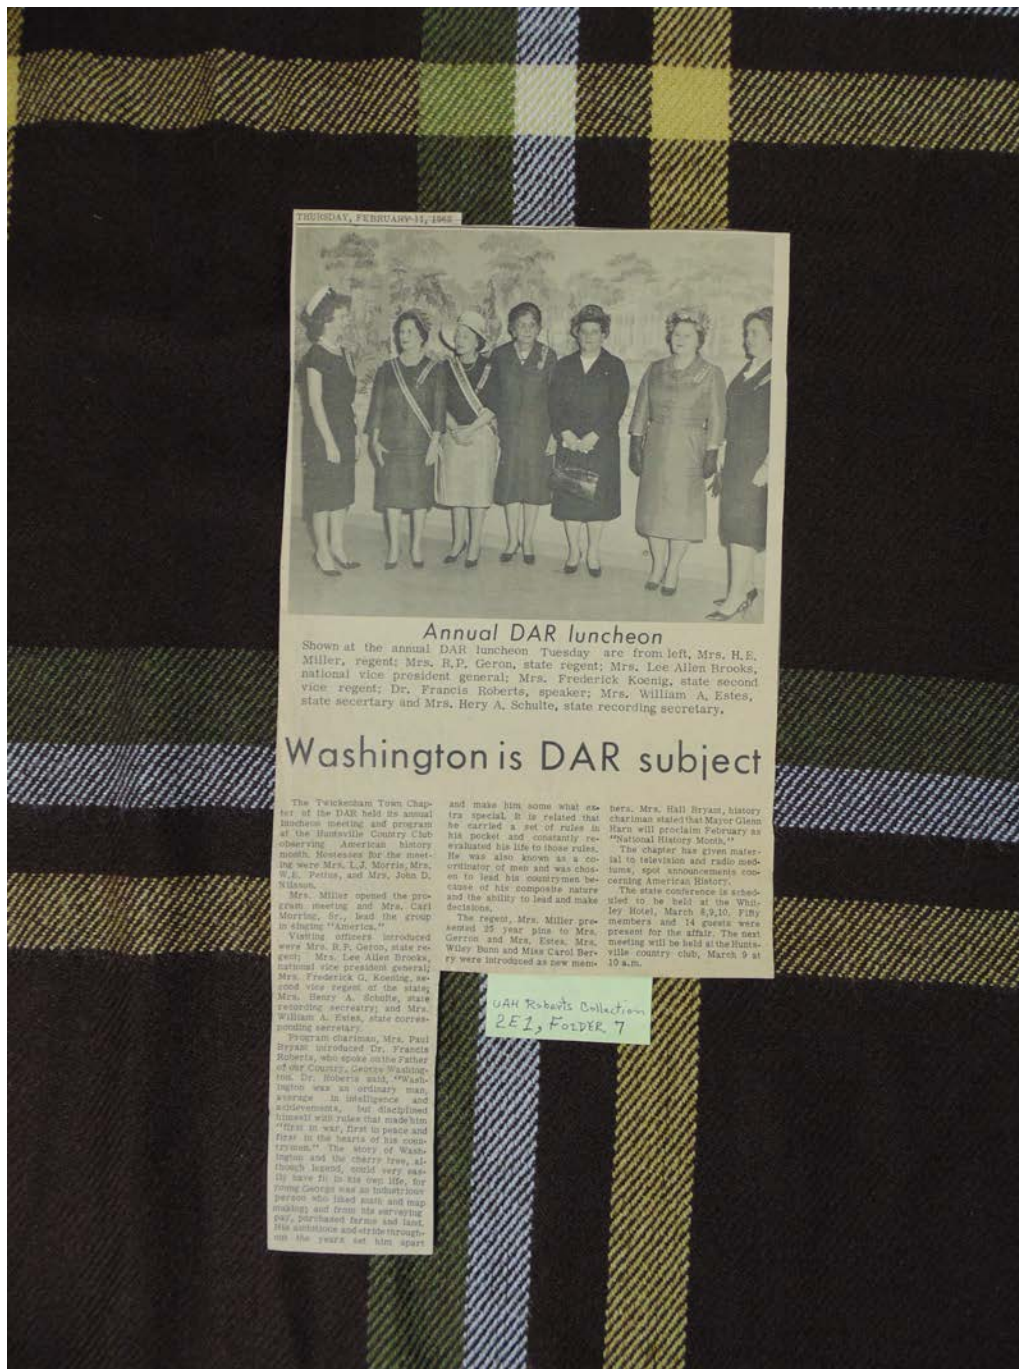 THURSDAY, FEBRUARY 11, 1965
Annual DAR luncheon
Shown at the annual DAR luncheon Tuesday are from left, Mrs. H.E.
Miller, regent; Mrs. R.P. Geron, state regent; Mrs. Lee Allen Brooks,
national vice president general; Mrs. Frederick Koenig, state second
vice regent; Dr. Francis Roberts, speaker; Mrs. William A. Estes,
state secertary and Mrs. Hery A. Schulte, state recording secretary.
Washington is DAR subject
The Twickenham Town Chap-
ter of the DAR held its annual
luncheon meeting and program
at the Huntsville Country Club
observing American history
month. Hostesses for the meet-
ing were Mrs. L.J. Morris, Mrs.
W.E. Pettus, and Mrs. John D.
Nilsson.
Mrs. Miller opened the pro-
gram meeting and Mrs. Carl
Morring, Sr., lead the group
in singing "America."
Visiting officers introduced
were Mrs. R.P. Geron, state re-
gent; Mrs. Lee Allen Brooks,
national vice president general;
Mrs. Frederick G. Koening, se-
cond vice regent of the state;
Mrs. Henry A. Schulte, state
recording secreatry; and Mrs.
William A. Estes, state corres-
ponding secretary.
Program chariman, Mrs. Paul
Bryam introduced Dr. Francis
Roberts, who spoke on the Father
of our Country, George Washing-
ton. Dr. Roberts said, "Wash-
ington was an ordinary man,
average in intelligence and
achievements, but disciplined
himself with rules that made him
"first in war, first in peace and
first in the hearts of his coun-
trymen." The story of Wash-
ington and the cherry tree, al-
though legend, could very eas-
ily have fit in his own life, for
young George was an industrious
person who liked math and map
making; and from his surveying
pay, purchased farms and land.
His ambitions and stride through-
out the years set him apart
and make him some what ex-
tra special. It is related that
he carried a set of rules in
his pocket and constantly re-
evaluated his life to those rules.
He was also known as a co-
ordinator of men and was chos-
en to lead his countrymen be-
cause of his composite nature
and the ability to lead and make
decisions.
The regent, Mrs. Miller pre-
sented 25 year pins to Mrs.
Gerron and Mrs. Estes. Mrs.
Wiley Bunn and Miss Carol Ber-
ry were introduced as new mem-
bers. Mrs. Hall Bryant, history
chariman stated that Mayor Glenn
Harn will proclaim February as
"National History Month."
The chapter has given mater-
ial to television and radio med-
iums, spot announcements con-
cerning American History.
The state conference is sched-
uled to be held at the Whit-
ley Hotel, March 8,9,10. Fifty
members and 14 guests were
present for the affair. The next
meeting will be held at the Hunts-
ville country club, March 9 at
10 a.m.
UAH Roberts Collection
2E1, FOLDER 7